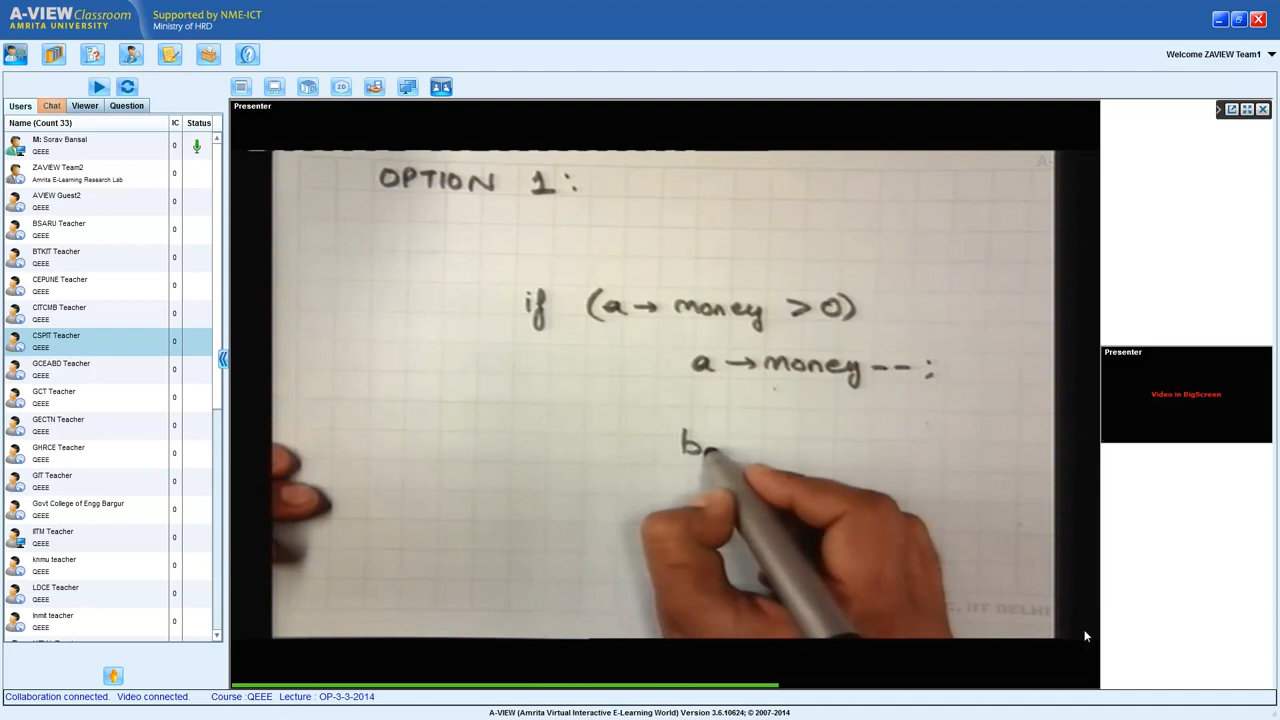 A-VIEW Classroom
AMRITA UNIVERSITY
Supported by NME-ICT
Ministry of HRD
Welcome ZAVIEW Team1
Users Chat Viewer Question
Name (Count 33) IC Status
M: Sorav Bansal
QEEE
0
ZAVIEW Team2
Amrita E-Learning Research Lab
0
AVIEW Guest2
QEEE
0
BSARU Teacher
QEEE
0
BTKIT Teacher
QEEE
0
CEPUNE Teacher
QEEE
0
CITCMB Teacher
QEEE
0
CSPIT Teacher
QEEE
0
GCEABD Teacher
QEEE
0
GCT Teacher
QEEE
0
GECTN Teacher
QEEE
0
GHRCE Teacher
QEEE
0
GIT Teacher
QEEE
0
Govt College of Engg Bargur
QEEE
0
IITM Teacher
QEEE
0
knmu teacher
QEEE
0
LDCE Teacher
QEEE
0
lnmit teacher
QEEE
0
2D
Presenter
OPTION 1:
if (a → money > 0)
a → money --;
b
IIT DELHI
Presenter
Video in BigScreen
Collaboration connected. Video connected. Course :QEEE Lecture : OP-3-3-2014
A-VIEW (Amrita Virtual Interactive E-Learning World) Version 3.6.10624; © 2007-2014